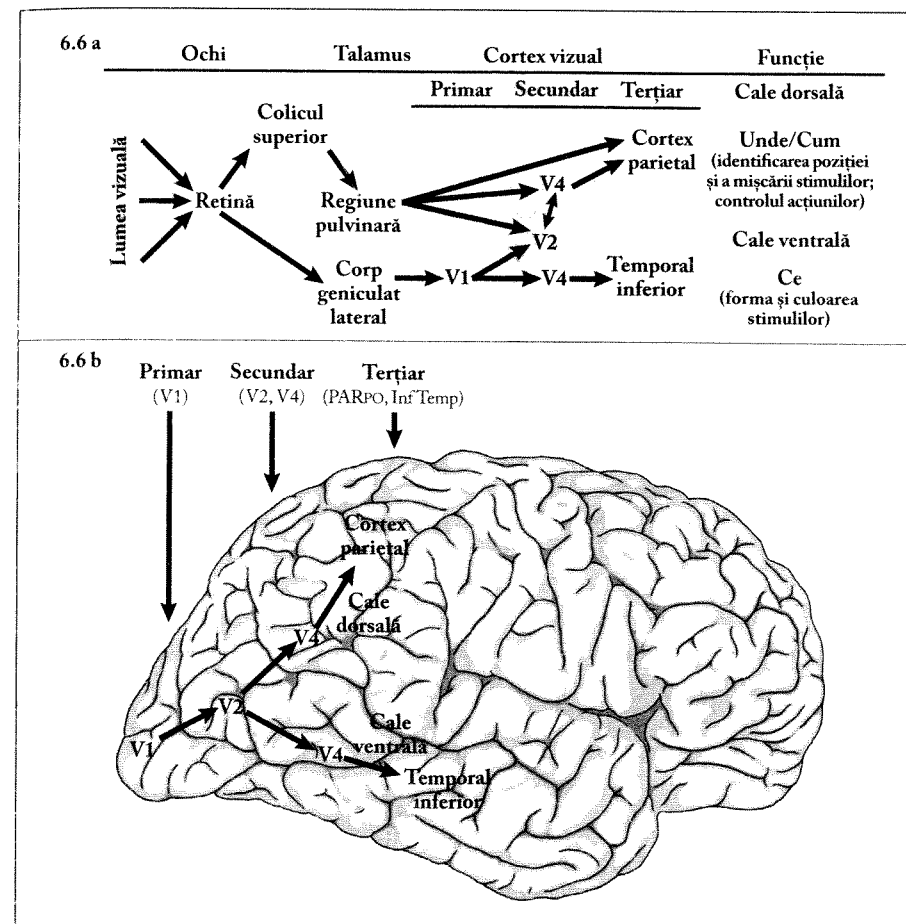 6.6 a
Ochi Talamus Cortex vizual Funcție
Primar Secundar Terțiar Cale dorsală
Lumea vizuală
Colicul
superior
Retină
Regiune
pulvinară
Corp
geniculat
lateral
V1
V4
V2
V4
Cortex
parietal
Temporal
inferior
Unde/Cum
(identificarea poziției
și a mișcării stimulilor;
controlul acțiunilor)
Cale ventrală
Ce
(forma și culoarea
stimulilor)
6.6 b
Primar
(V1)
Secundar
(V2, V4)
Terțiar
(PARPO, Inf Temp)
Cortex
parietal
Cale
dorsală
V4
V2
V1
Cale
ventrală
V4
Temporal
inferior